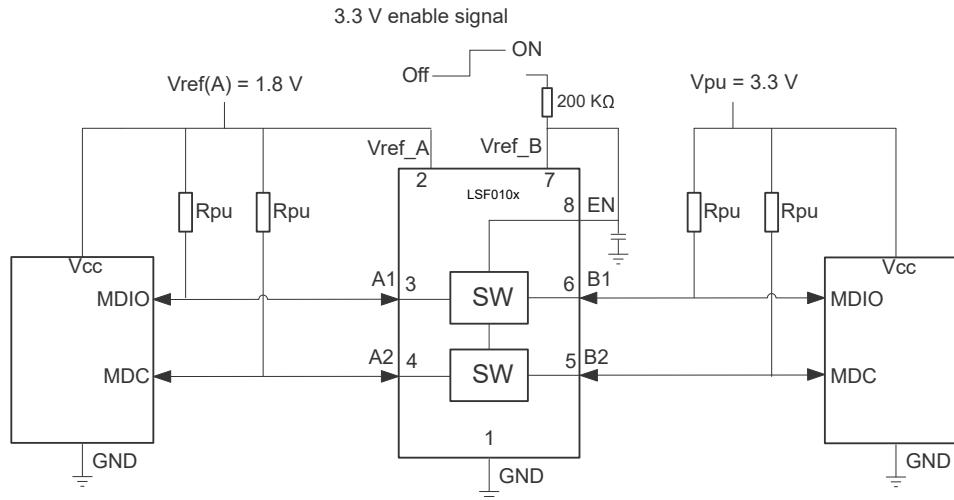 3.3 V enable signal
Off
ON
Vref(A) = 1.8 V
200 KΩ
Vpu = 3.3 V
Vref_A
Vref_B
2
7
LSF010x
8
EN
Rpu
Rpu
Rpu
Rpu
Vcc
Vcc
MDIO
A1
3
SW
6
B1
MDIO
MDC
A2
4
SW
5
B2
MDC
1
GND
GND
GND